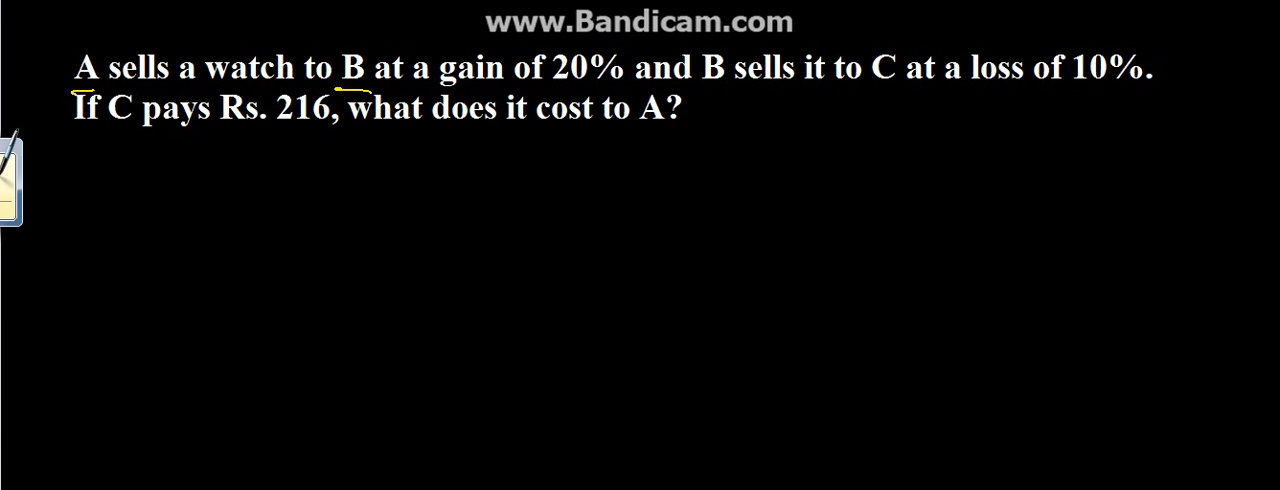 www.Bandicam.com
A sells a watch to B at a gain of 20% and B sells it to C at a loss of 10%.
If C pays Rs. 216, what does it cost to A?